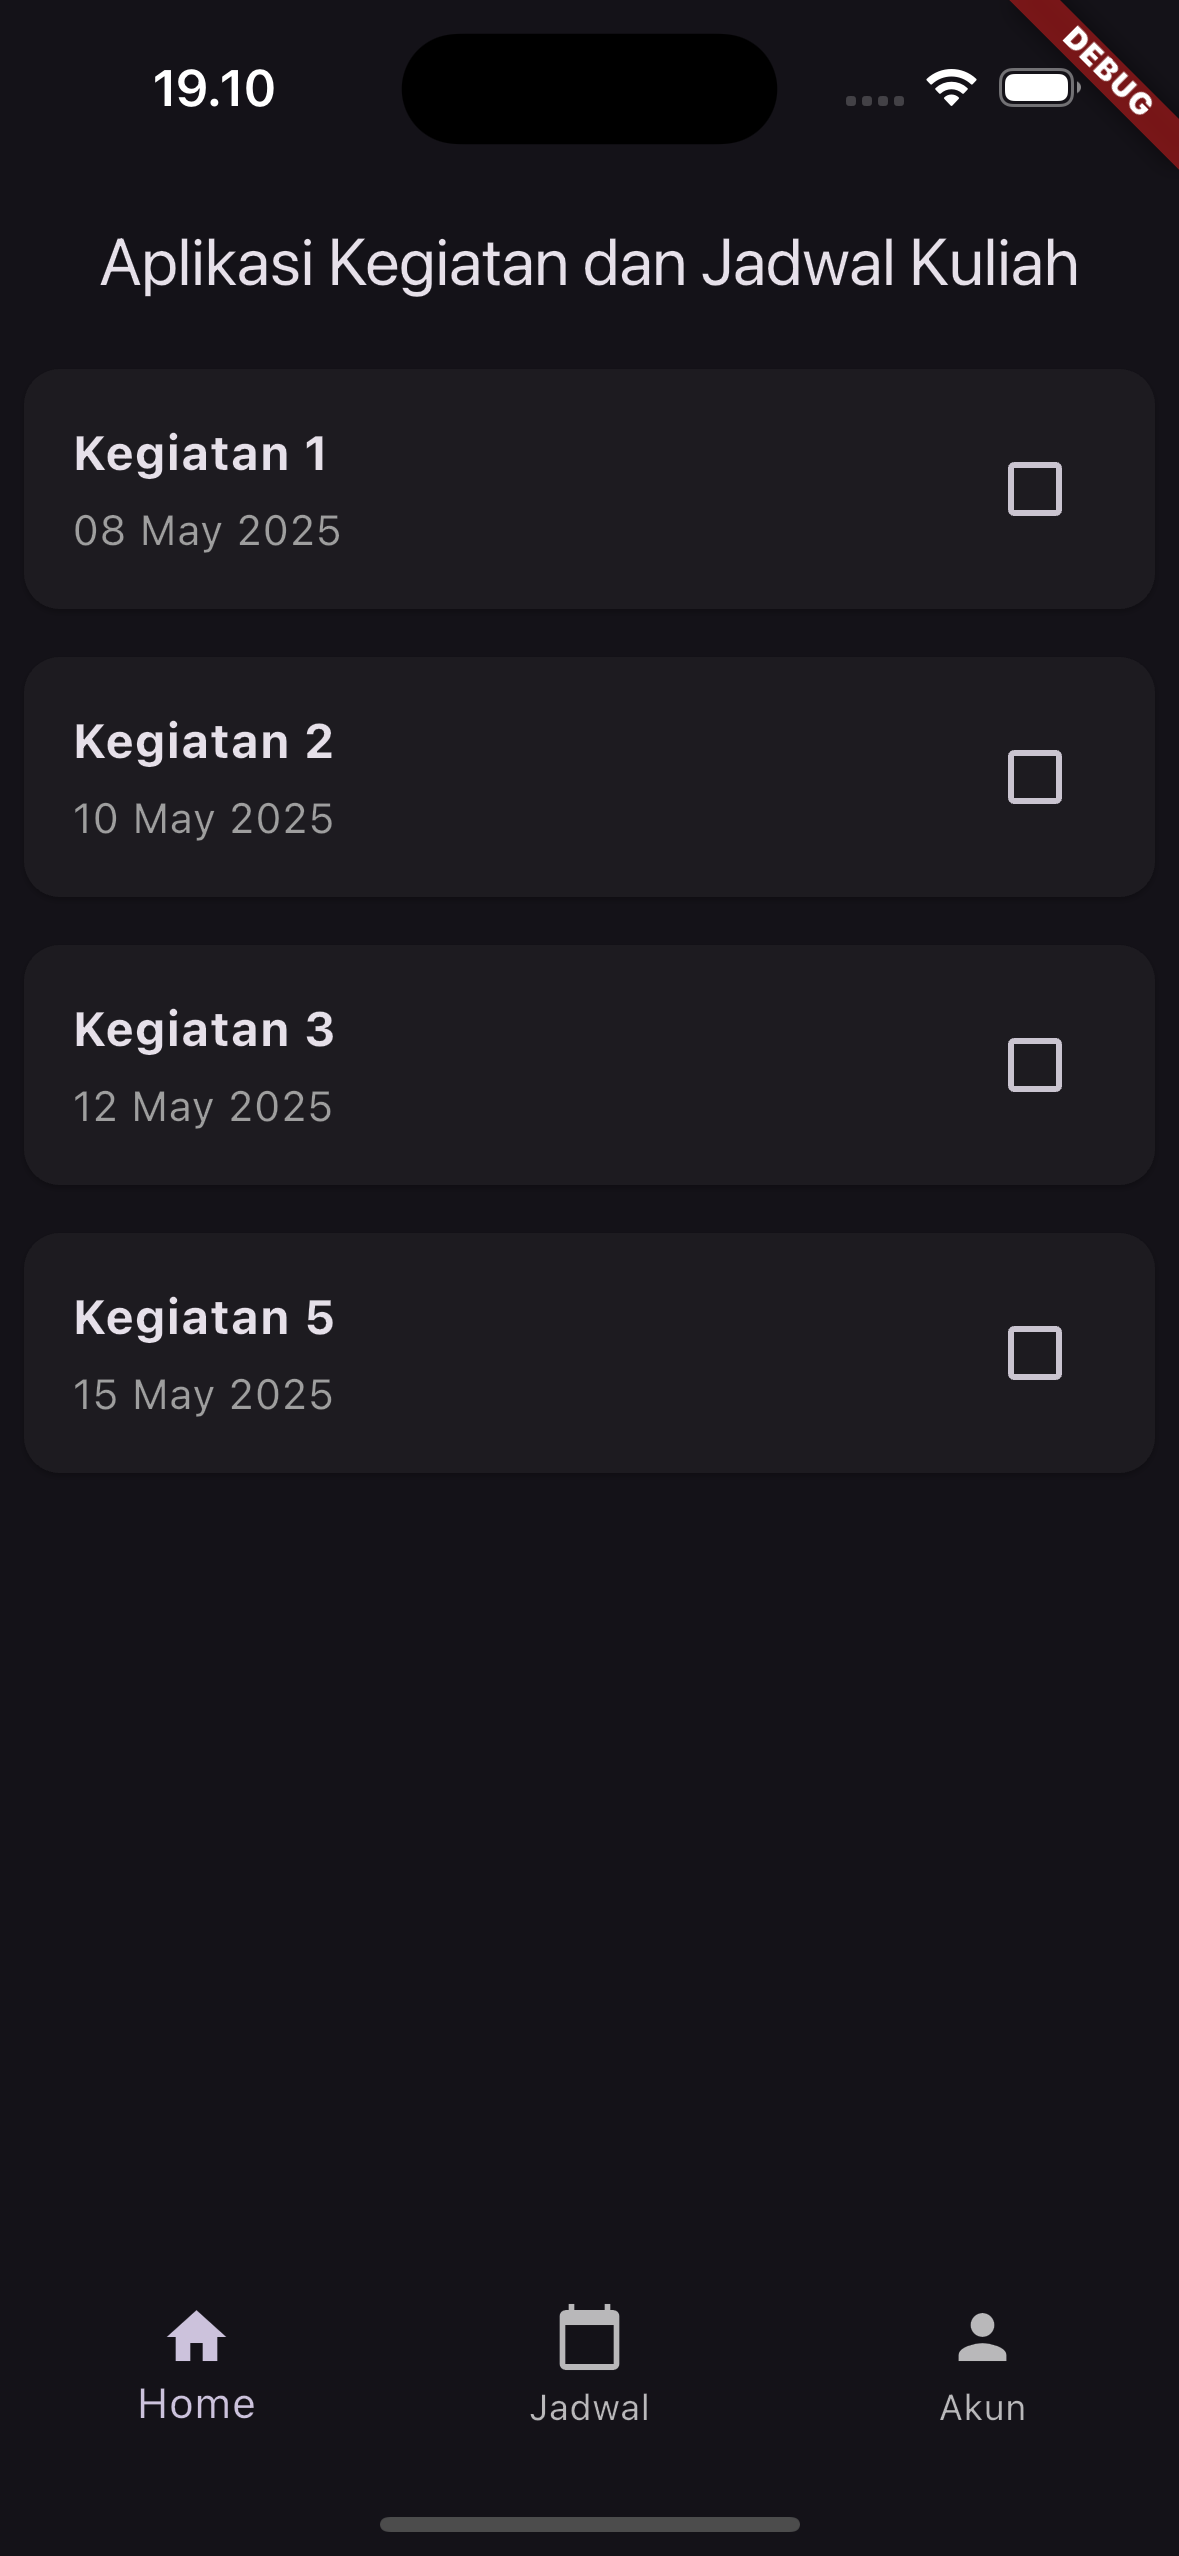 19.10
DEBUG
Aplikasi Kegiatan dan Jadwal Kuliah
Kegiatan 1
08 May 2025
Kegiatan 2
10 May 2025
Kegiatan 3
12 May 2025
Kegiatan 5
15 May 2025
Home
Jadwal
Akun